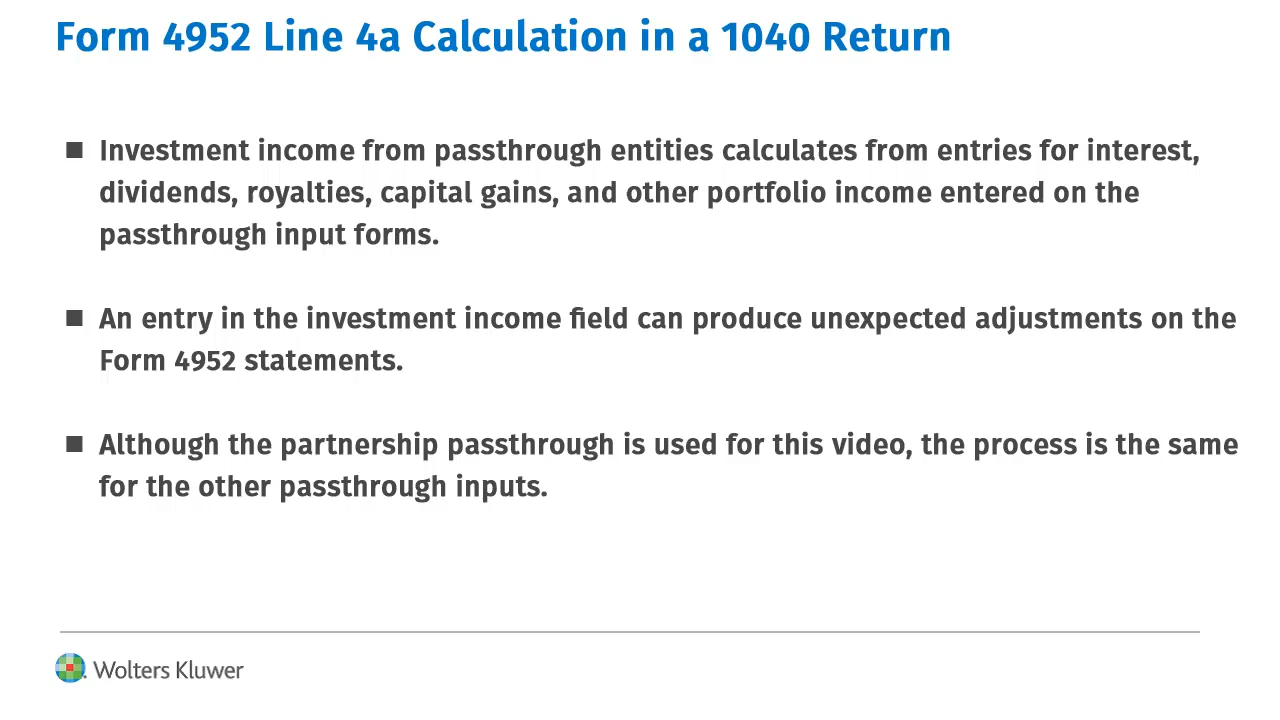 Form 4952 Line 4a Calculation in a 1040 Return
Investment income from passthrough entities calculates from entries for interest,
dividends, royalties, capital gains, and other portfolio income entered on the
passthrough input forms.
An entry in the investment income field can produce unexpected adjustments on the
Form 4952 statements.
Although the partnership passthrough is used for this video, the process is the same
for the other passthrough inputs.
Wolters Kluwer